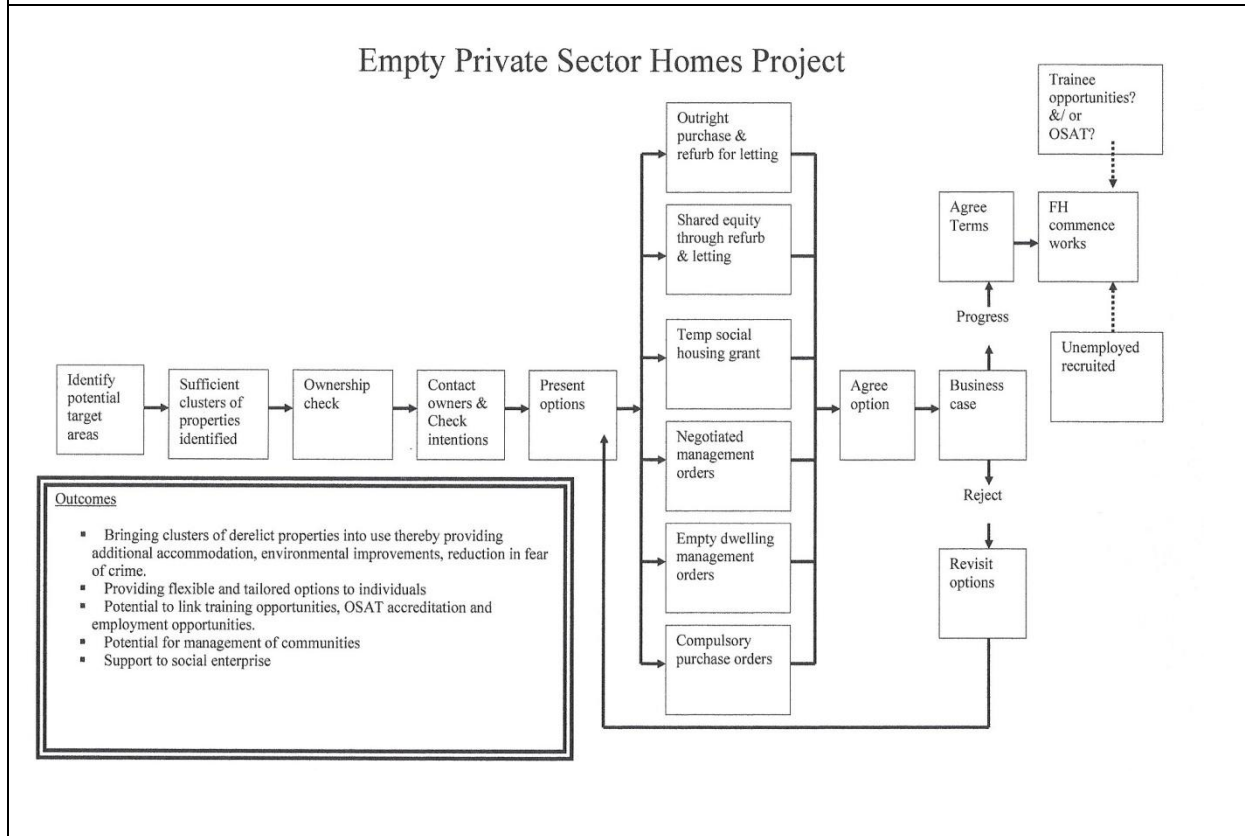 Empty Private Sector Homes Project
Identify
potential
target
areas
Sufficient
clusters of
properties
identified
Ownership
check
Contact
owners &
Check
intentions
Present
options
Outright
purchase &
refurb for letting
Shared equity
through refurb
& letting
Temp social
housing grant
Negotiated
management
orders
Empty dwelling
management
orders
Compulsory
purchase orders
Agree
option
Business
case
Progress
Agree
Terms
FH
commence
works
Trainee
opportunities?
&/ or
OSAT?
Unemployed
recruited
Reject
Revisit
options
Outcomes
▪ Bringing clusters of derelict properties into use thereby providing
additional accommodation, environmental improvements, reduction in fear
of crime.
▪ Providing flexible and tailored options to individuals
▪ Potential to link training opportunities, OSAT accreditation and
employment opportunities.
▪ Potential for management of communities
▪ Support to social enterprise